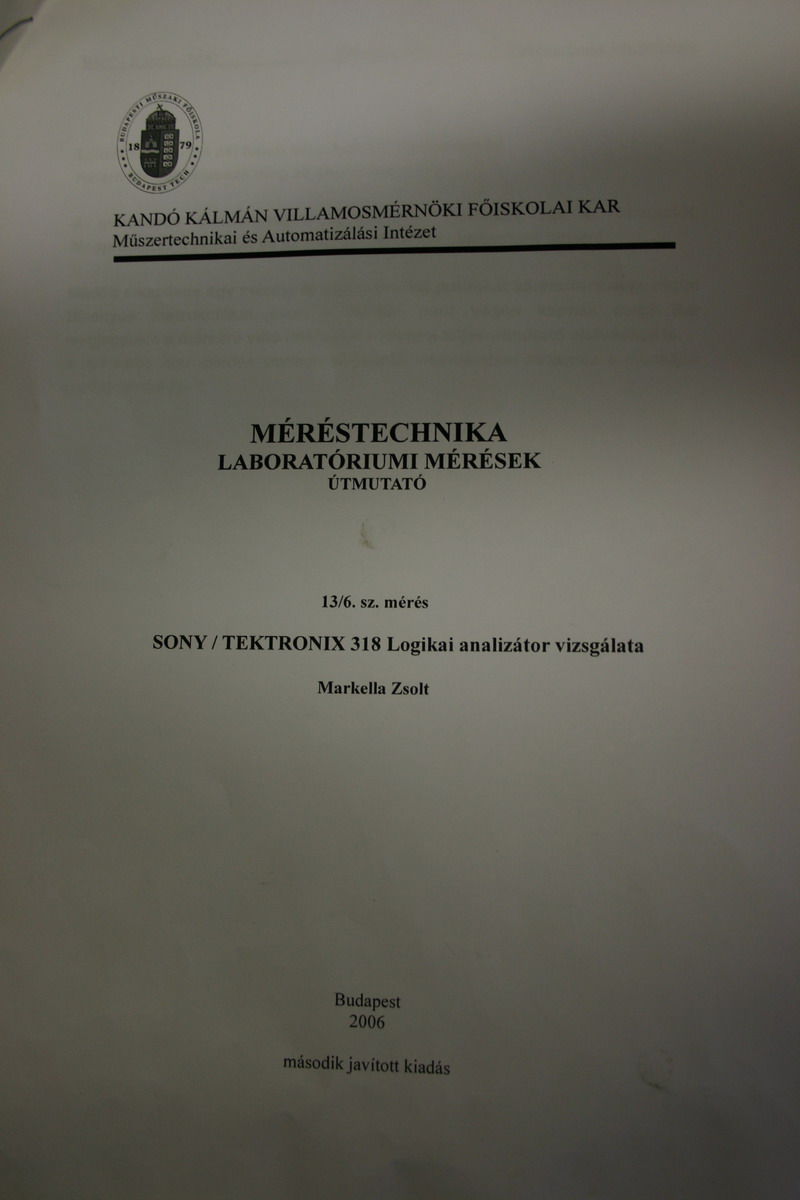 BUDAPESTI MŰSZAKI FŐISKOLA
18 79
BUDAPEST TECH
KANDÓ KÁLMÁN VILLAMOSMÉRNÖKI FŐISKOLAI KAR
Műszertechnikai és Automatizálási Intézet
MÉRÉSTECHNIKA
LABORATÓRIUMI MÉRÉSEK
ÚTMUTATÓ
13/6. sz. mérés
SONY / TEKTRONIX 318 Logikai analizátor vizsgálata
Markella Zsolt
Budapest
2006
második javított kiadás